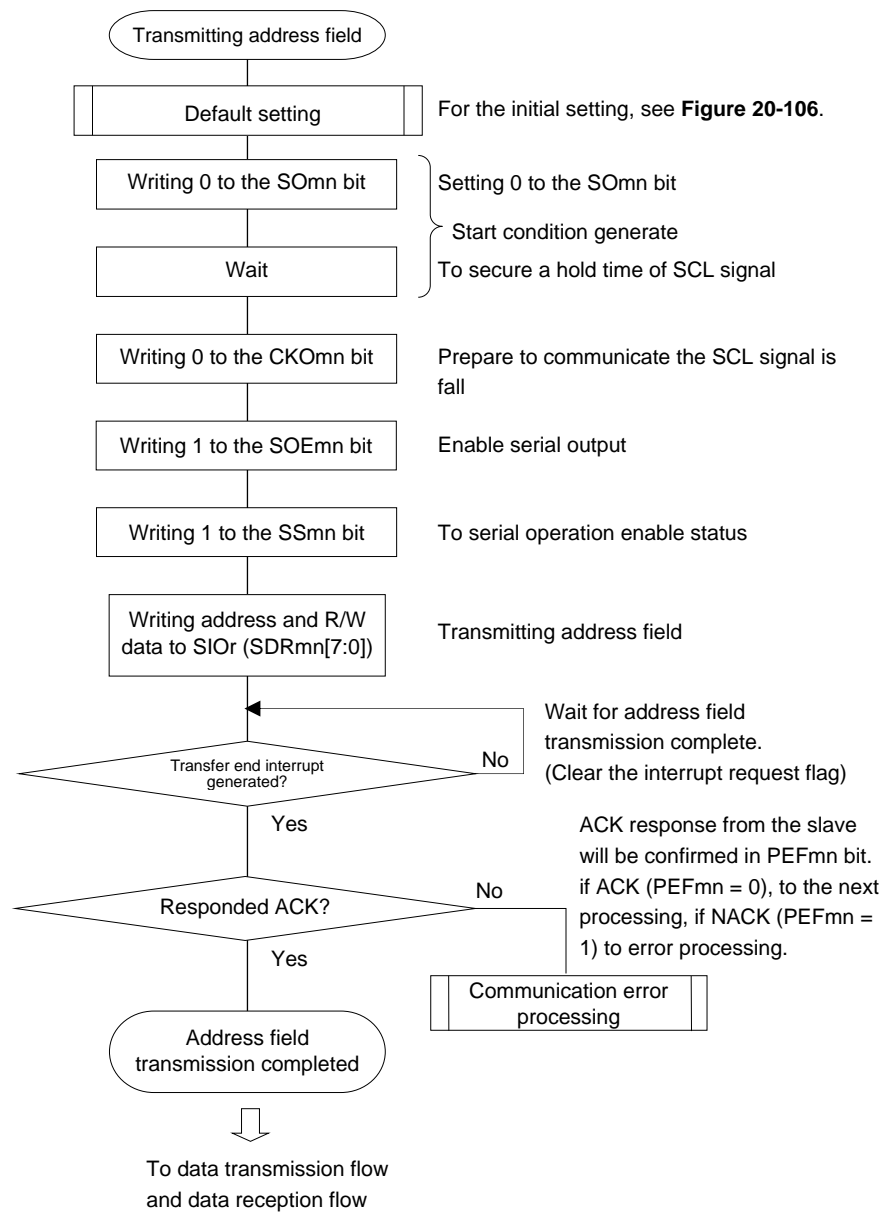 Transmitting address field
Default setting
For the initial setting, see Figure 20-106.
Writing 0 to the SOmn bit
Setting 0 to the SOmn bit
Start condition generate
Wait
To secure a hold time of SCL signal
Writing 0 to the CKOmn bit
Prepare to communicate the SCL signal is
fall
Writing 1 to the SOEmn bit
Enable serial output
Writing 1 to the SSmn bit
To serial operation enable status
Writing address and R/W
data to SIOr (SDRmn[7:0])
Transmitting address field
Wait for address field
transmission complete.
(Clear the interrupt request flag)
Transfer end interrupt
generated?
No
Yes
ACK response from the slave
will be confirmed in PEFmn bit.
if ACK (PEFmn = 0), to the next
processing, if NACK (PEFmn =
1) to error processing.
Responded ACK?
No
Yes
Communication error
processing
Address field
transmission completed
To data transmission flow
and data reception flow